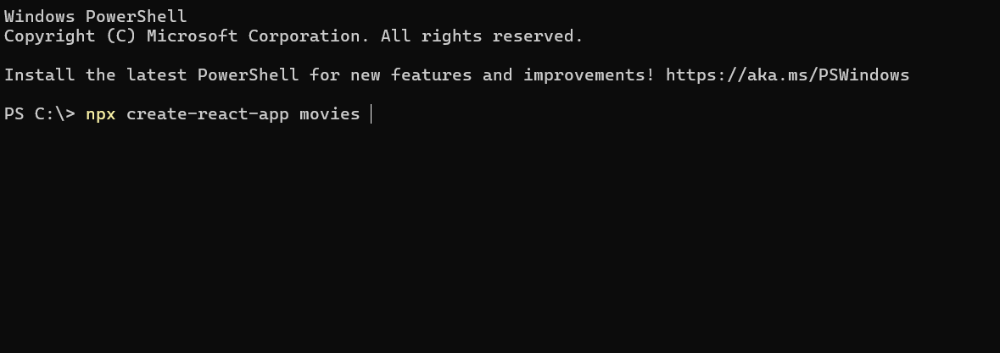 Windows PowerShell
Copyright (C) Microsoft Corporation. All rights reserved.
Install the latest PowerShell for new features and improvements! https://aka.ms/PSWindows
PS C:\> npx create-react-app movies